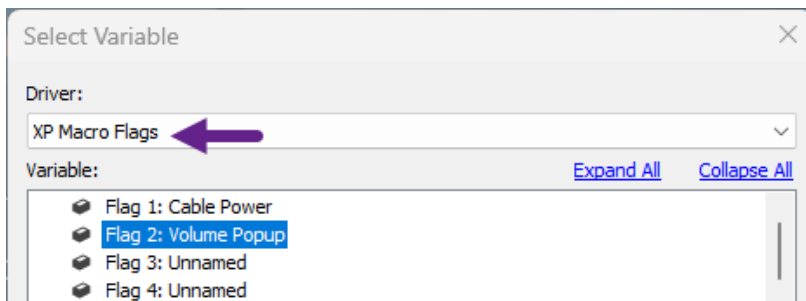 Select Variable
Driver:
XP Macro Flags
Variable: Expand All Collapse All
Flag 1: Cable Power
Flag 2: Volume Popup
Flag 3: Unnamed
Flag 4: Unnamed